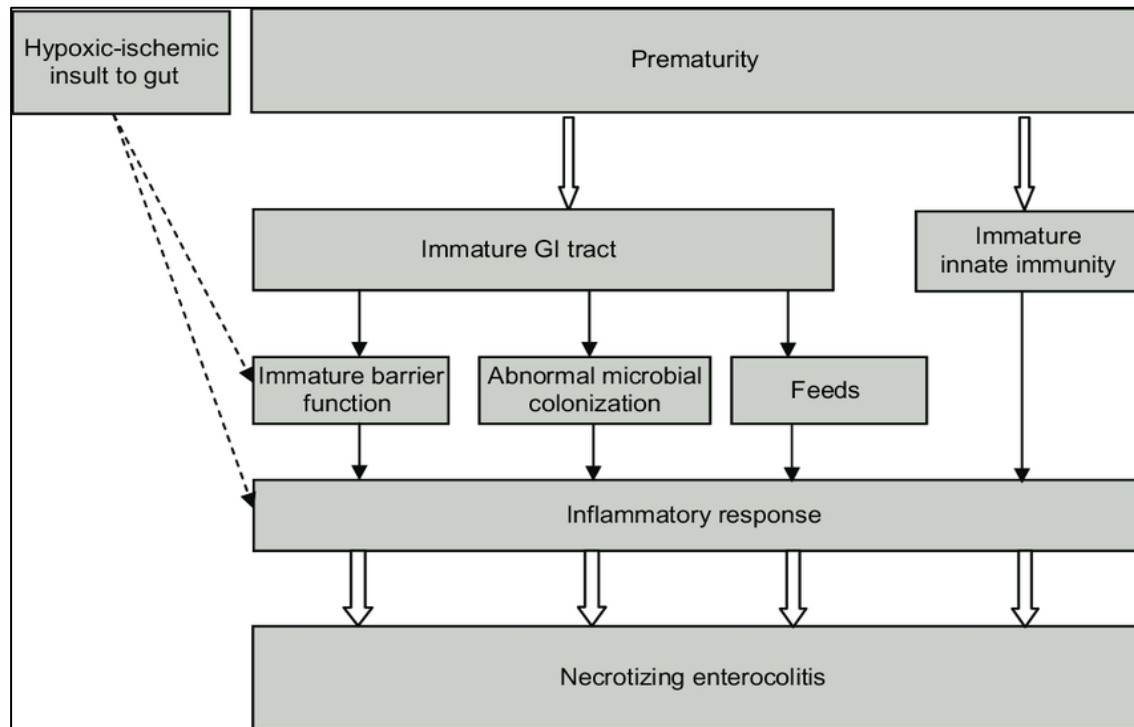 Hypoxic-ischemic
insult to gut
Prematurity
Immature GI tract
Immature
innate immunity
Immature barrier
function
Abnormal microbial
colonization
Feeds
Inflammatory response
Necrotizing enterocolitis